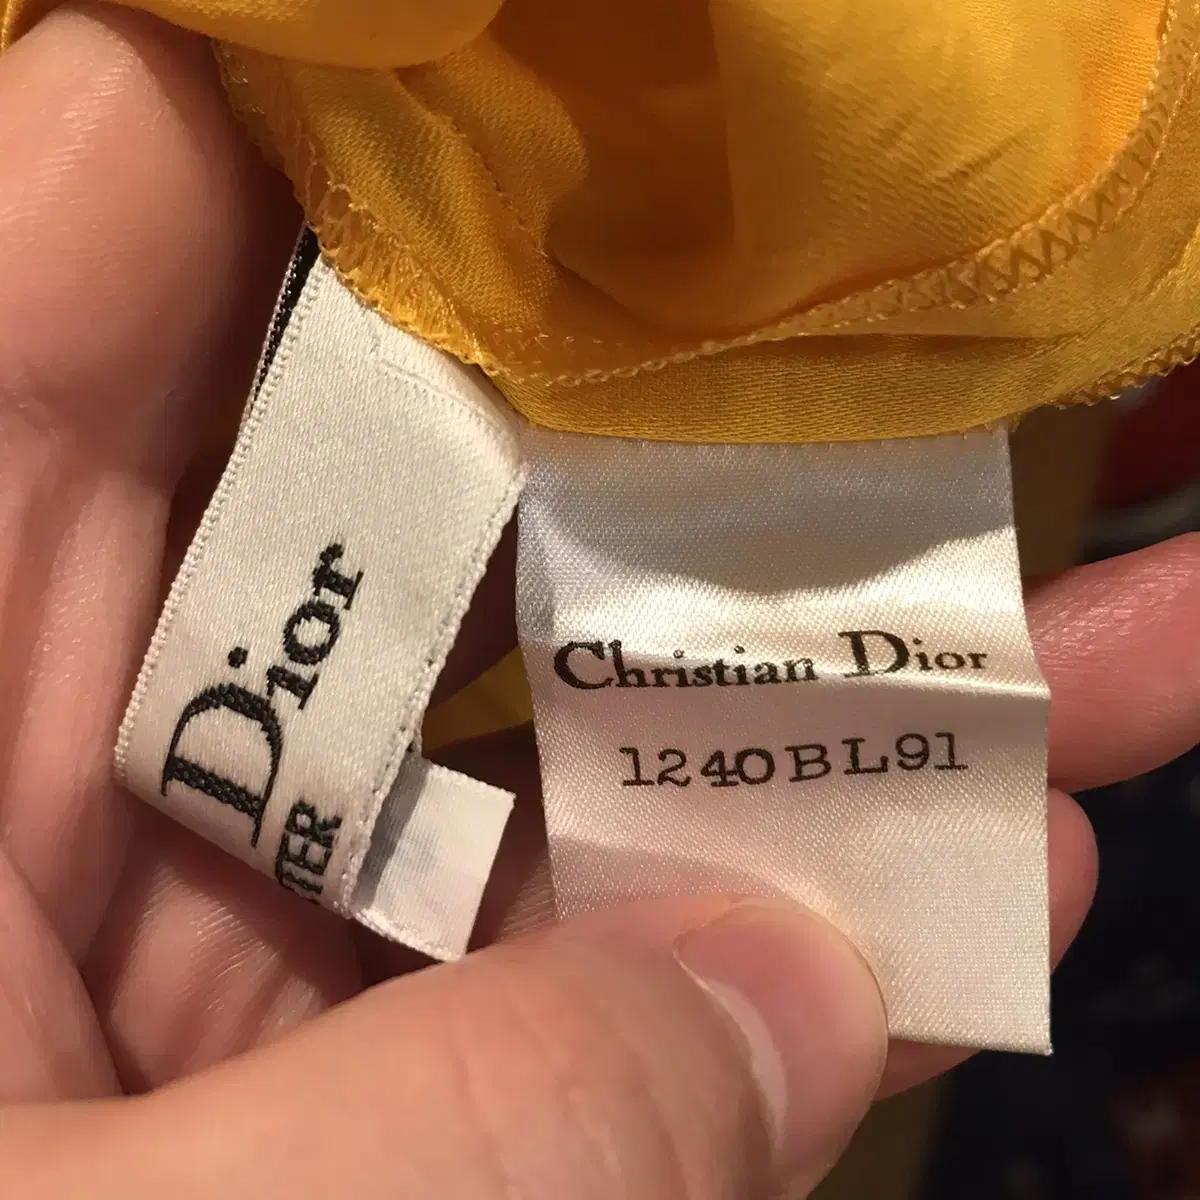 Dior
TER
Christian Dior
1240BL91